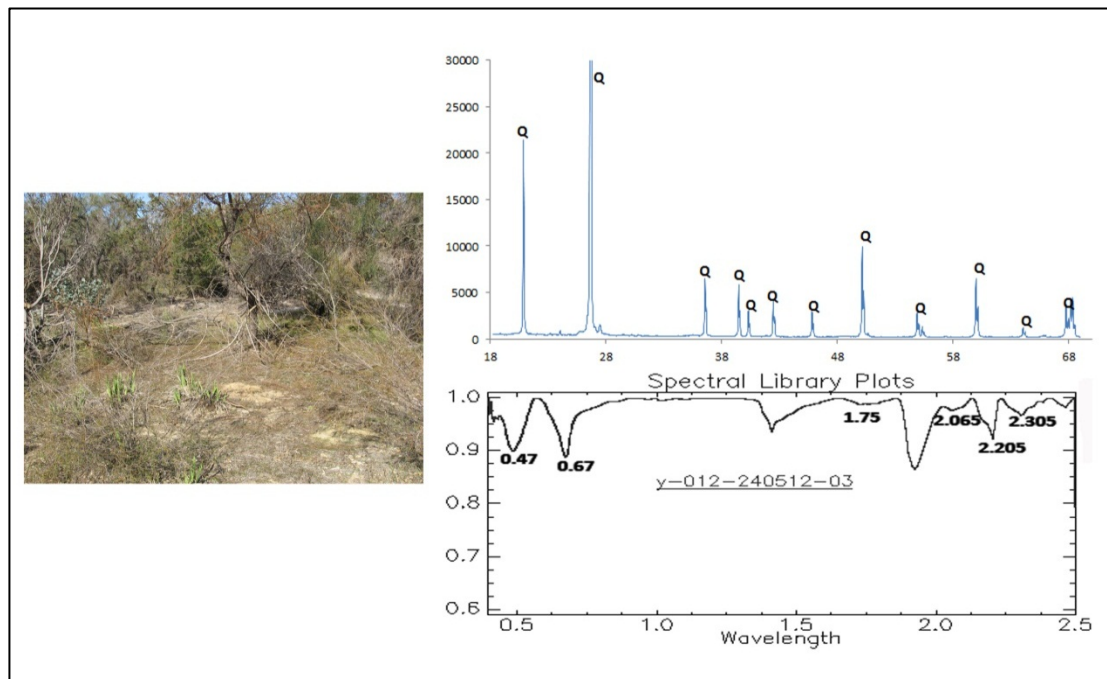 30000
25000
20000
15000
10000
5000
0
Q Q Q Q Q Q Q Q Q Q Q Q
18 28 38 48 58 68
Spectral Library Plots
1.0
0.9
0.8
0.7
0.6
0.47 0.67 1.75 2.065 2.205 2.305
y-012-240512-03
0.5 1.0 1.5 2.0 2.5
Wavelength